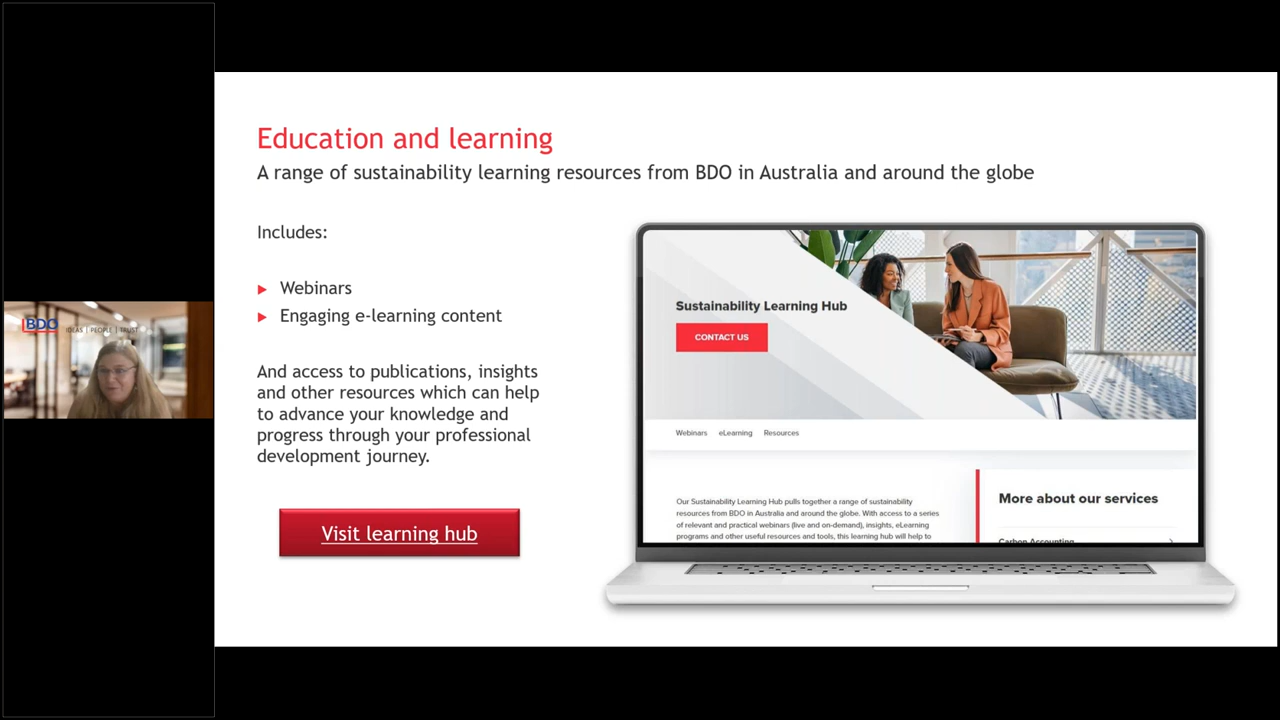 Education and learning
A range of sustainability learning resources from BDO in Australia and around the globe
Includes:
Webinars
Engaging e-learning content
And access to publications, insights
and other resources which can help
to advance your knowledge and
progress through your professional
development journey.
Visit learning hub
Sustainability Learning Hub
CONTACT US
Webinars eLearning Resources
Our Sustainability Learning Hub pulls together a range of sustainability
resources from BDO in Australia and around the globe. With access to a series
of relevant and practical webinars (live and on-demand), insights, eLearning
programs and other useful resources and tools, this learning hub will help to
More about our services
Carbon Accounting
BDO IDEAS | PEOPLE | TRUST